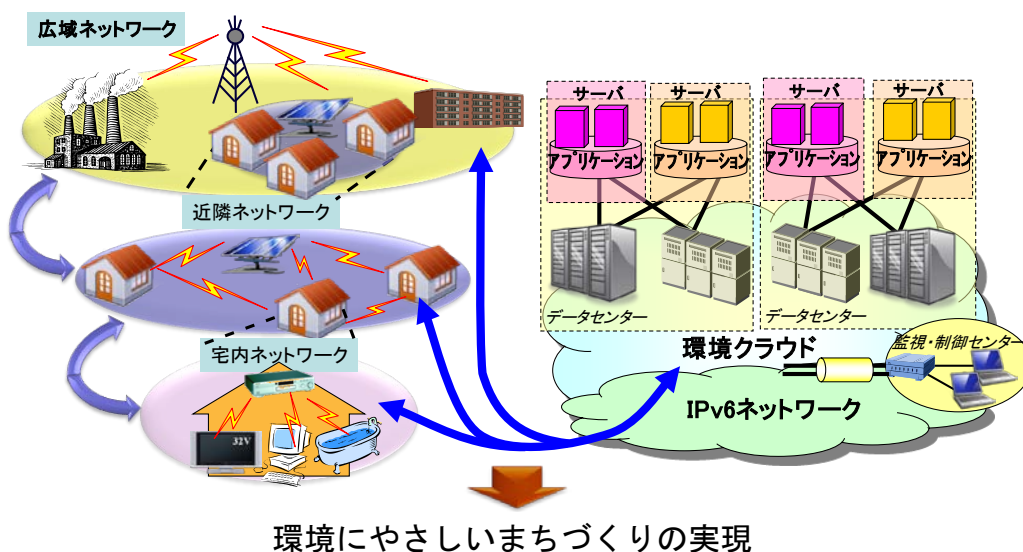 広域ネットワーク
近隣ネットワーク
宅内ネットワーク
32V
サーバ
アプリケーション
サーバ
アプリケーション
サーバ
アプリケーション
サーバ
アプリケーション
データセンター
データセンター
環境クラウド
監視・制御センター
IPv6ネットワーク
環境にやさしいまちづくりの実現